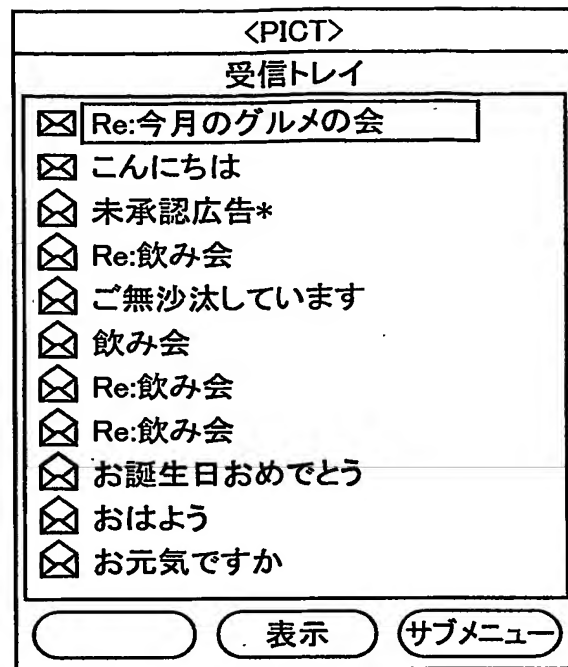 <PICT>
受信トレイ
Re:今月のグルメの会
こんにちは
未承認広告*
Re:飲み会
ご無沙汰しています
飲み会
Re:飲み会
Re:飲み会
お誕生日おめでとう
おはよう
お元気ですか
表示 サブメニュー